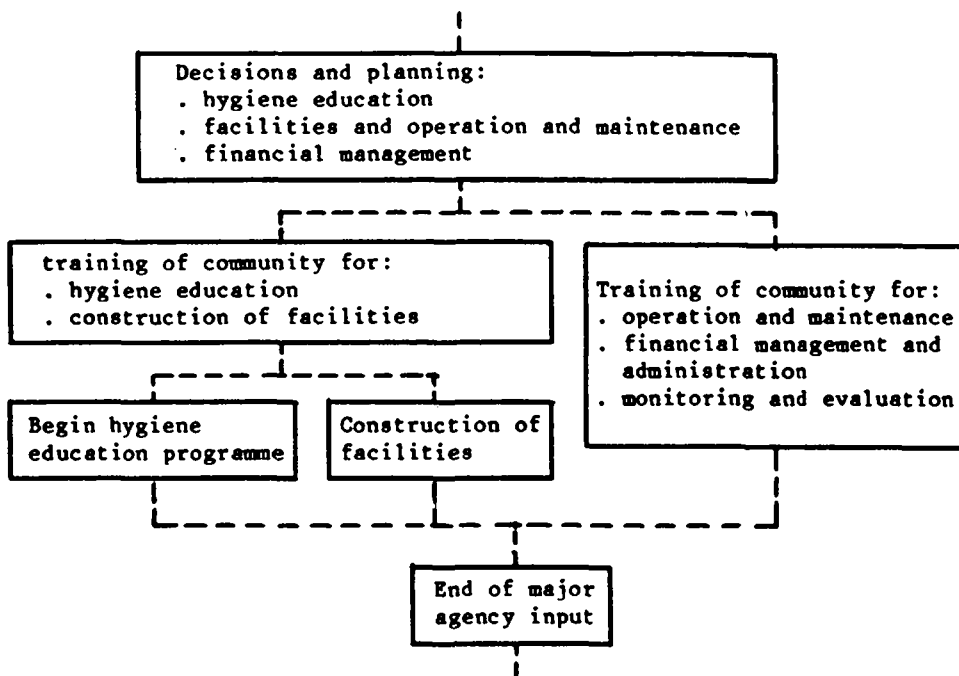 Decisions and planning:
. hygiene education
. facilities and operation and maintenance
. financial management
training of community for:
. hygiene education
. construction of facilities
Training of community for:
. operation and maintenance
. financial management and
administration
. monitoring and evaluation
Begin hygiene
education programme
Construction of
facilities
End of major
agency input